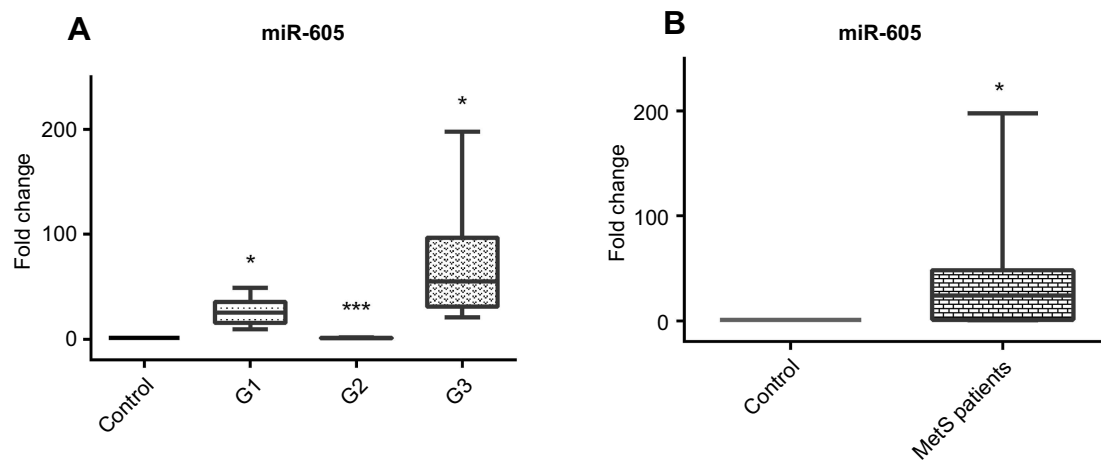 A
miR-605
Fold change
200
100
0
*
***
*
Control
G1
G2
G3
B
miR-605
Fold change
200
100
0
*
Control
MetS patients